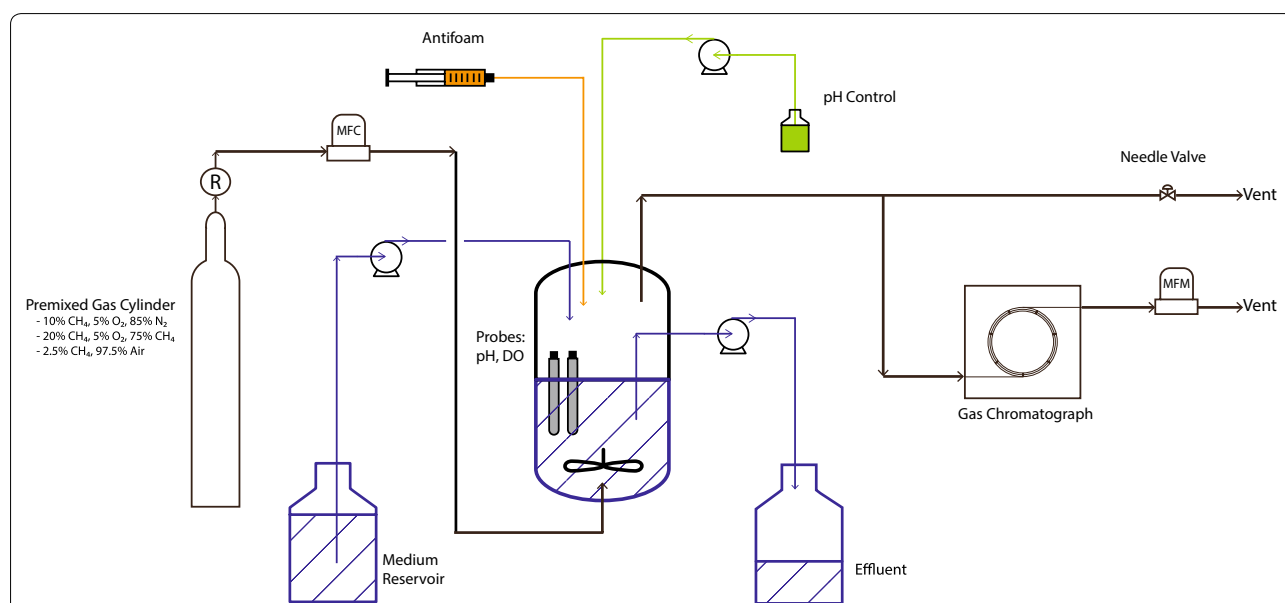 Antifoam
pH Control
MFC
R
Needle Valve
Vent
Premixed Gas Cylinder
- 10% CH₄, 5% O₂, 85% N₂
- 20% CH₄, 5% O₂, 75% CH₄
- 2.5% CH₄, 97.5% Air
Probes:
pH, DO
MFM
Vent
Gas Chromatograph
Medium
Reservoir
Effluent